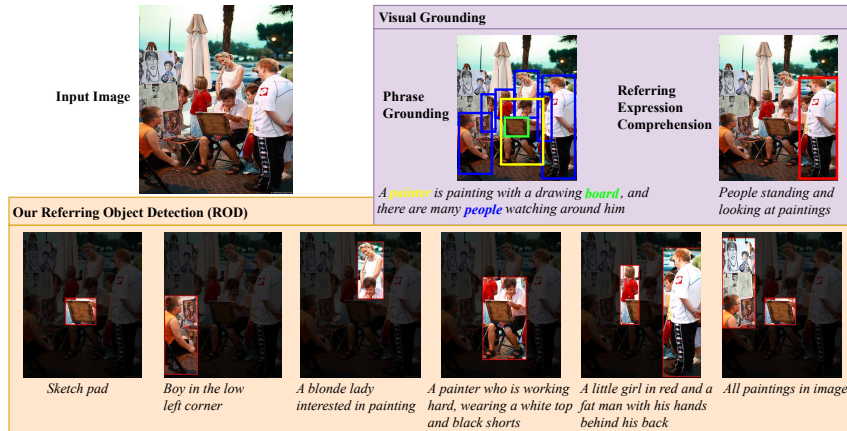 Visual Grounding
Input Image
Phrase
Grounding
Referring
Expression
Comprehension
A painter is painting with a drawing board, and
there are many people watching around him
People standing and
looking at paintings
Our Referring Object Detection (ROD)
Sketch pad
Boy in the low
left corner
A blonde lady
interested in painting
A painter who is working
hard, wearing a white top
and black shorts
A little girl in red and a
fat man with his hands
behind his back
All paintings in image